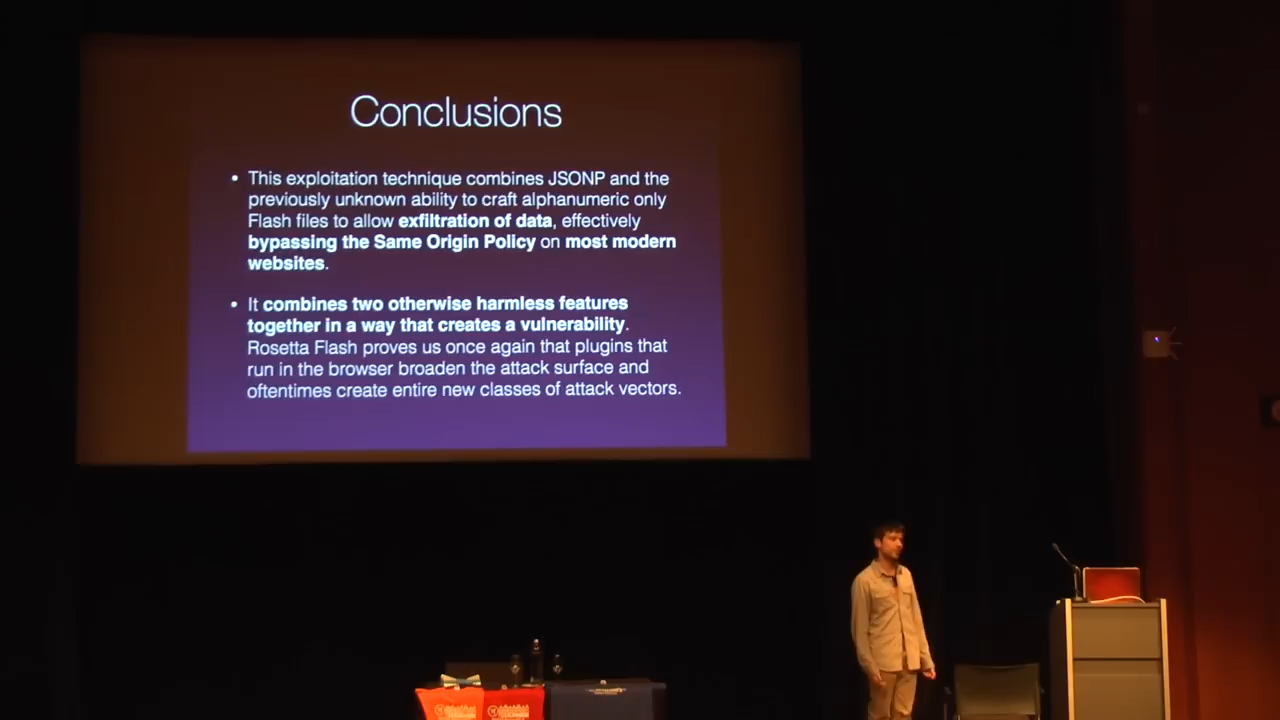 Conclusions
• This exploitation technique combines JSONP and the
previously unknown ability to craft alphanumeric only
Flash files to allow exfiltration of data, effectively
bypassing the Same Origin Policy on most modern
websites.
• It combines two otherwise harmless features
together in a way that creates a vulnerability.
Rosetta Flash proves us once again that plugins that
run in the browser broaden the attack surface and
oftentimes create entire new classes of attack vectors.